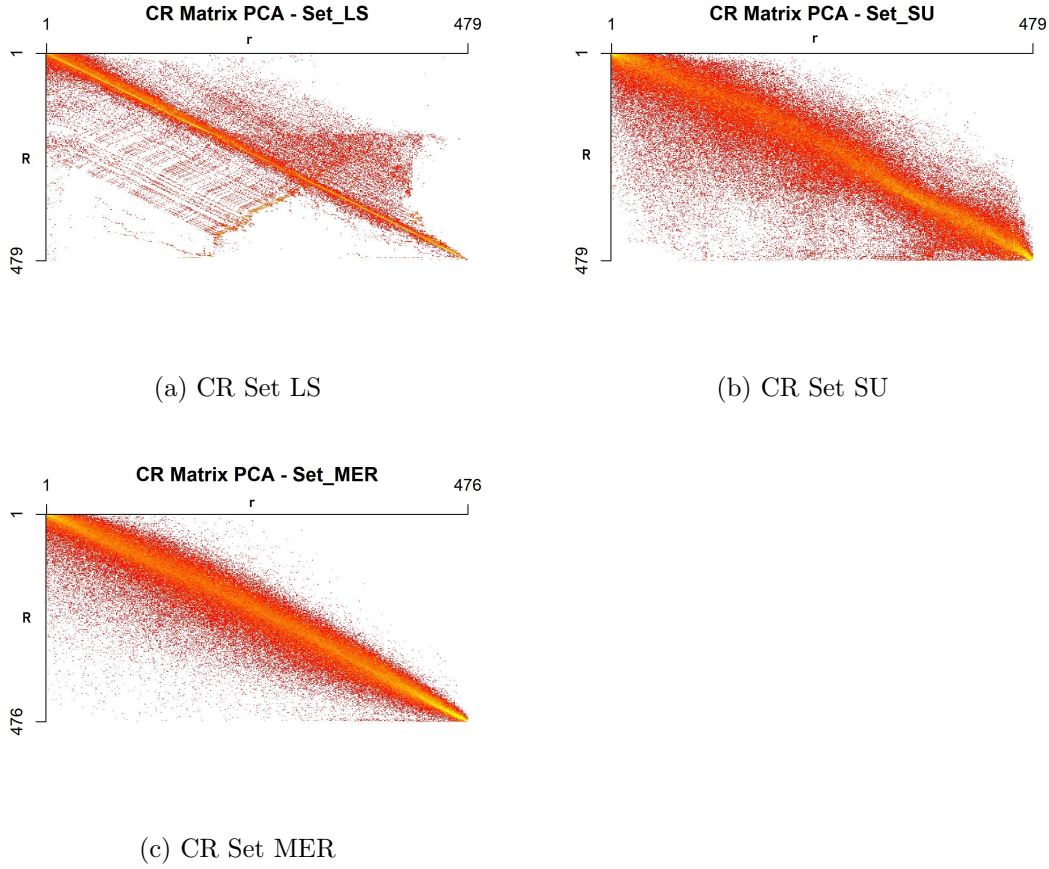 CR Matrix PCA - Set_LS
1 479
r
1
R
479
(a) CR Set LS
CR Matrix PCA - Set_SU
1 479
r
1
R
479
(b) CR Set SU
CR Matrix PCA - Set_MER
1 476
r
1
R
476
(c) CR Set MER